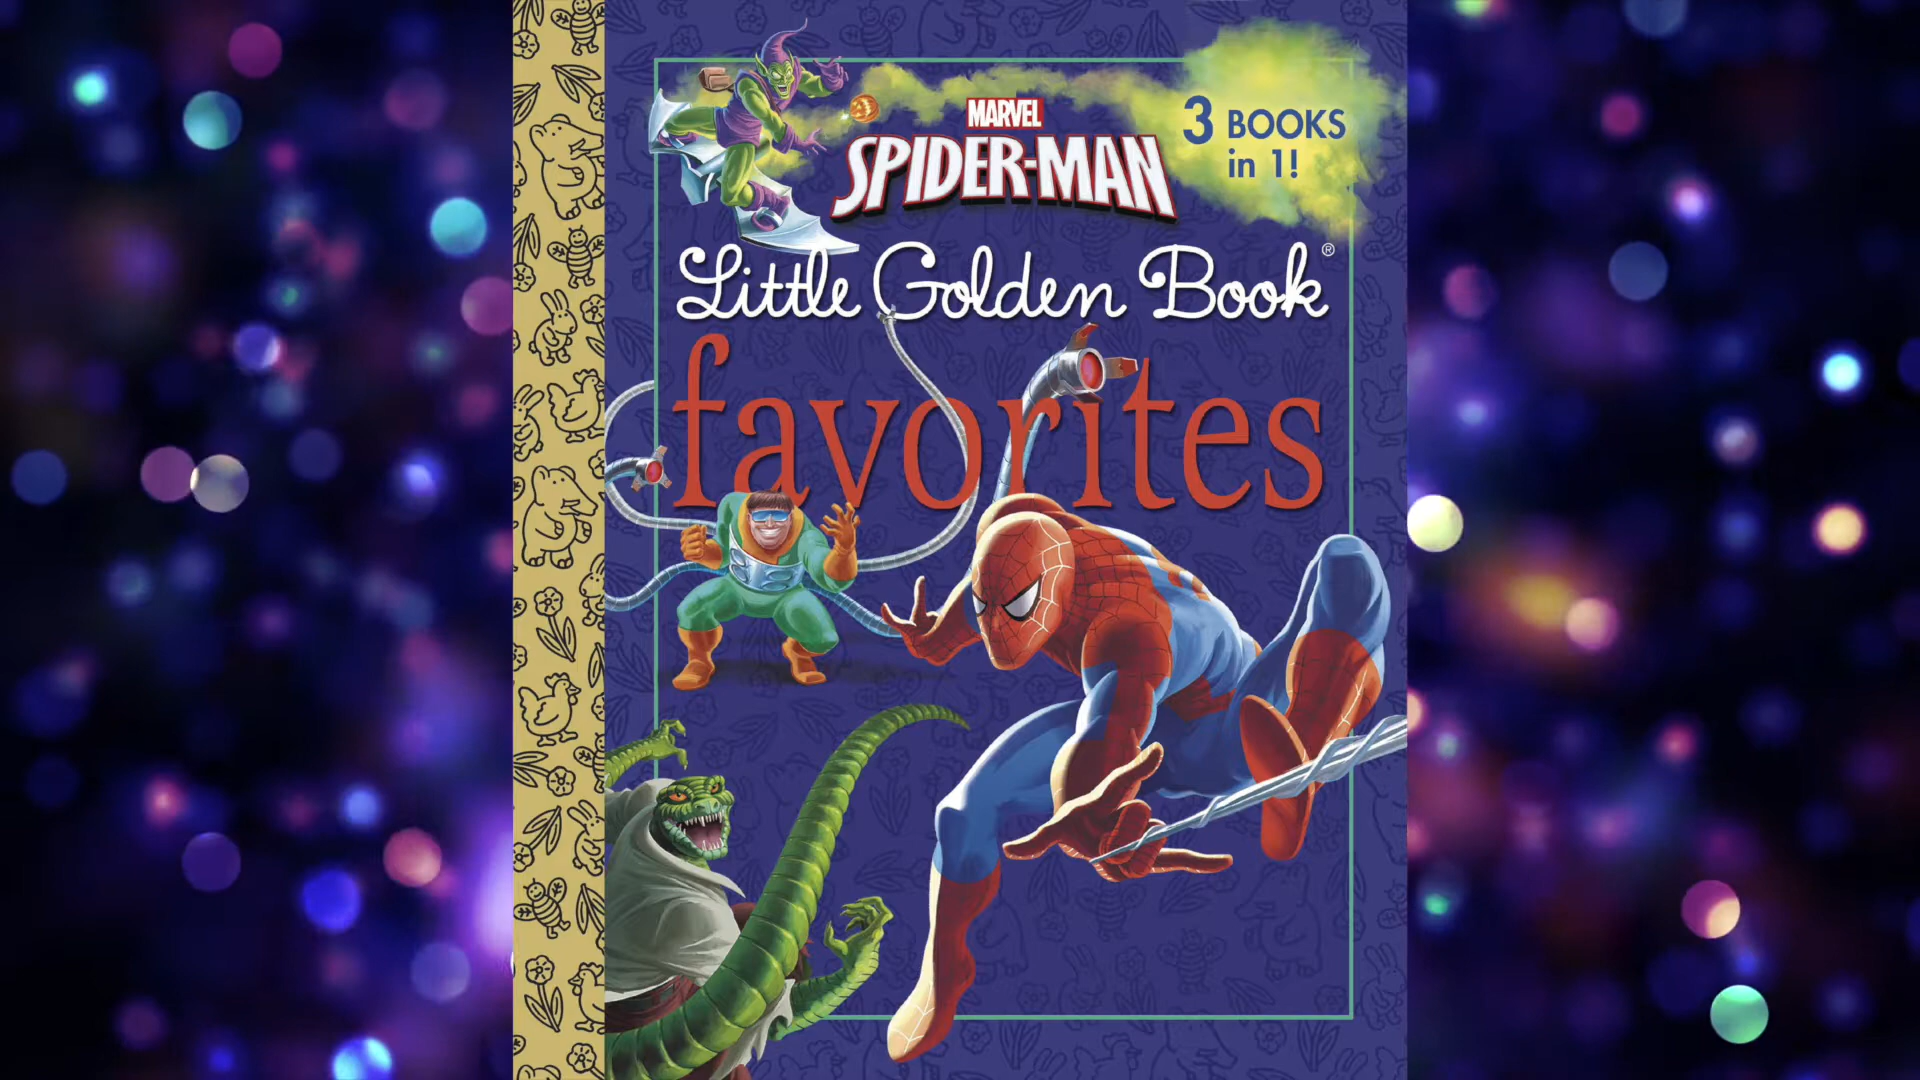 MARVEL
SPIDER-MAN
3 BOOKS
in 1!
Little Golden Book®
favorites